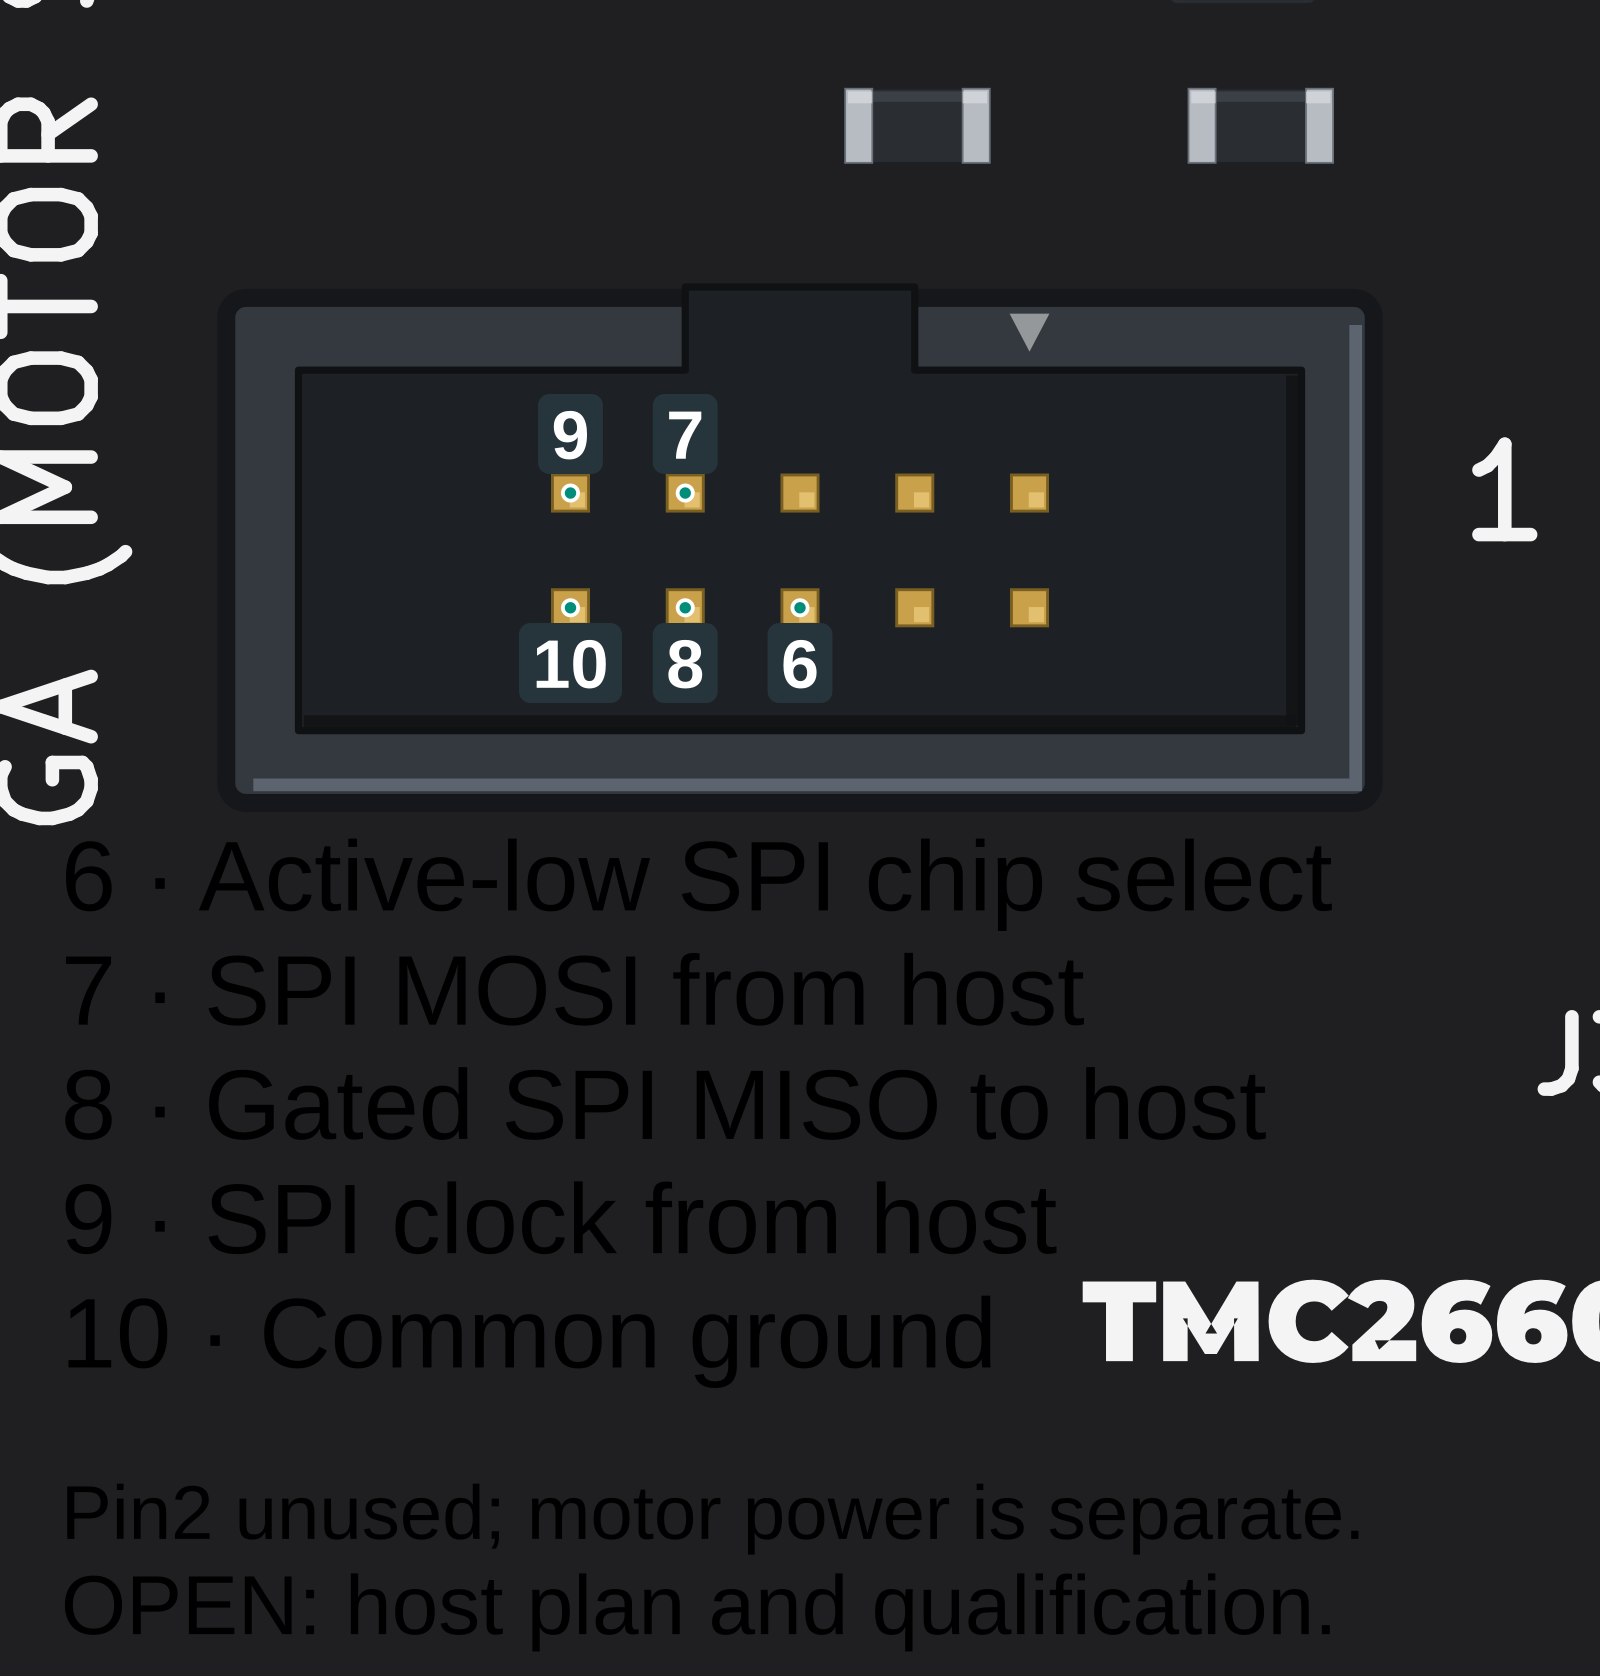 GA (MOTOR
9 7
1
10 8 6
6 · Active-low SPI chip select
7 · SPI MOSI from host
8 · Gated SPI MISO to host
9 · SPI clock from host
10 · Common ground
TMC2660
Pin2 unused; motor power is separate.
OPEN: host plan and qualification.